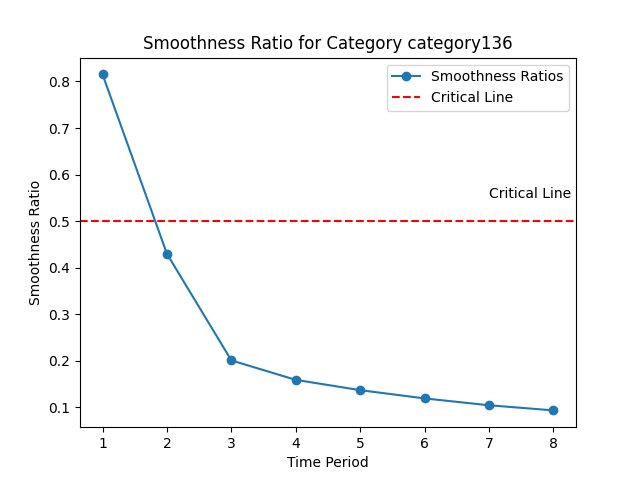 Smoothness Ratio for Category category136
Smoothness Ratios
Critical Line
Critical Line
Smoothness Ratio
0.8
0.7
0.6
0.5
0.4
0.3
0.2
0.1
1 2 3 4 5 6 7 8
Time Period